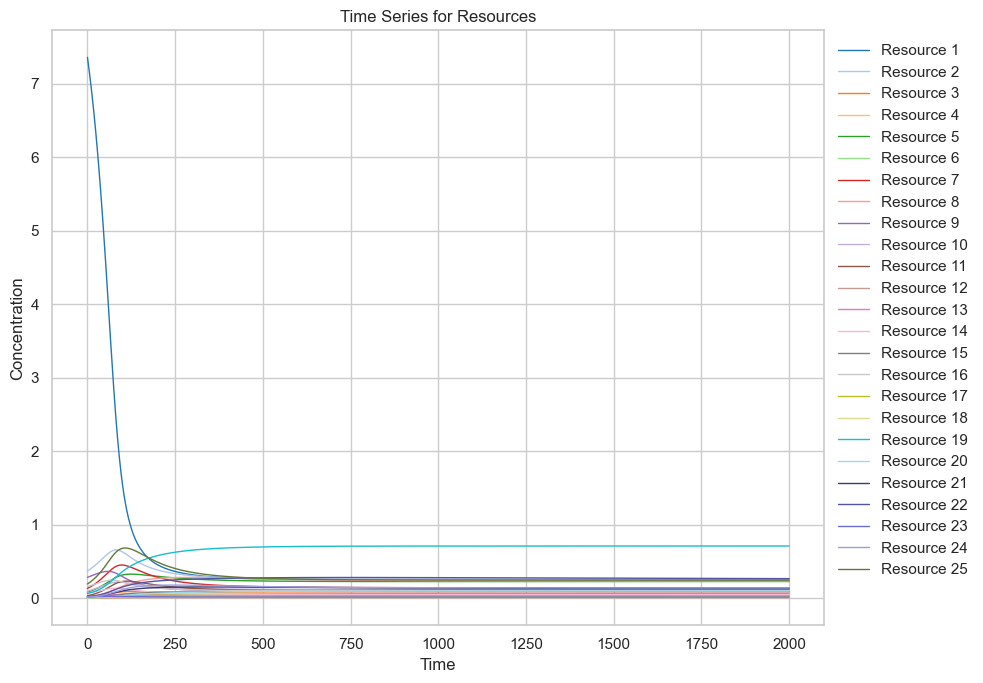 Time Series for Resources
Concentration
7
6
5
4
3
2
1
0
0 250 500 750 1000 1250 1500 1750 2000
Time
Resource 1
Resource 2
Resource 3
Resource 4
Resource 5
Resource 6
Resource 7
Resource 8
Resource 9
Resource 10
Resource 11
Resource 12
Resource 13
Resource 14
Resource 15
Resource 16
Resource 17
Resource 18
Resource 19
Resource 20
Resource 21
Resource 22
Resource 23
Resource 24
Resource 25